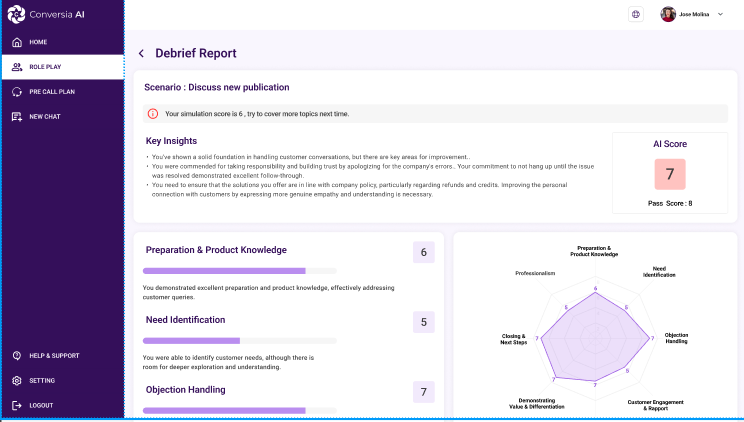 Conversia AI
Jose Molina
HOME
ROLE PLAY
PRE CALL PLAN
NEW CHAT
HELP & SUPPORT
SETTING
LOGOUT
Debrief Report
Scenario : Discuss new publication
Your simulation score is 6 , try to cover more topics next time.
Key Insights
• You've shown a solid foundation in handling customer conversations, but there are key areas for improvement..
• You were commended for taking responsibility and building trust by apologizing for the company's errors.. Your commitment to not hang up until the issue
was resolved demonstrated excellent follow-through.
• You need to ensure that the solutions you offer are in line with company policy, particularly regarding refunds and credits. Improving the personal
connection with customers by expressing more genuine empathy and understanding is necessary.
AI Score
7
Pass Score : 8
Preparation & Product Knowledge
6
You demonstrated excellent preparation and product knowledge, effectively addressing
customer queries.
Need Identification
5
You were able to identify customer needs, although there is
room for deeper exploration and understanding.
Objection Handling
7
Preparation &
Product Knowledge
Need
Identification
Professionalism
6
5
5
Closing &
Next Steps
7
7
Objection
Handling
5
7
7
Demonstrating
Value & Differentiation
Customer Engagement
& Rapport